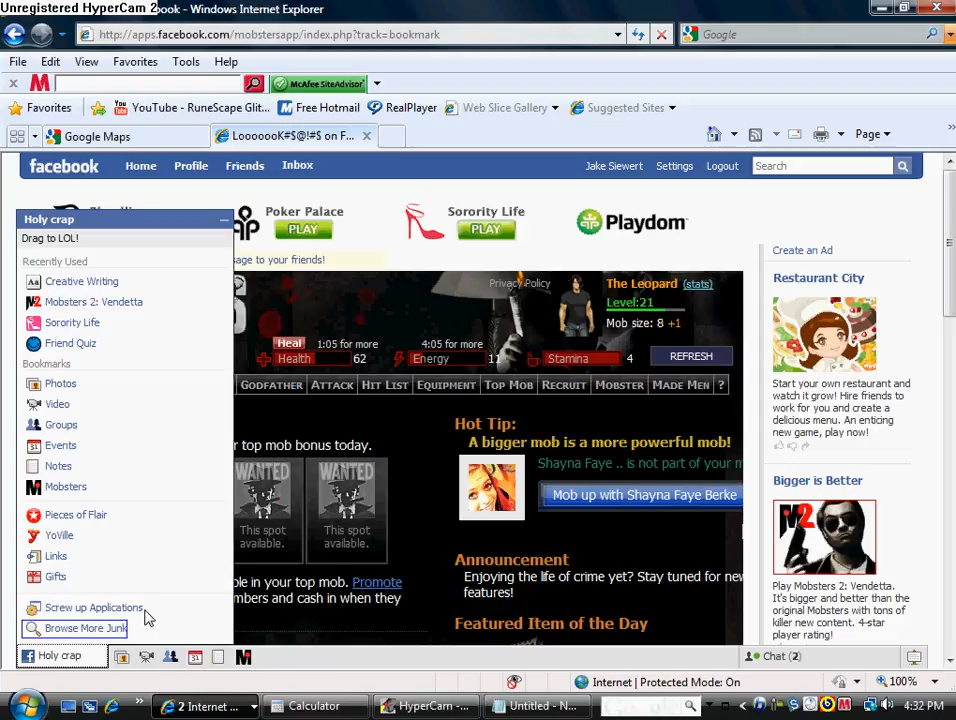 Unregistered HyperCam 2
book - Windows Internet Explorer
http://apps.facebook.com/mobstersapp/index.php?track=bookmark
Google
File Edit View Favorites Tools Help
McAfee SiteAdvisor
Favorites YouTube - RuneScape Glit... Free Hotmail RealPlayer Web Slice Gallery Suggested Sites
Google Maps LoooooK#$@!#$ on F... Page
facebook Home Profile Friends Inbox Jake Siewert Settings Logout Search
Poker Palace
PLAY
Sorority Life
PLAY
Playdom
Holy crap
Drag to LOL!
Recently Used
Creative Writing
Mobsters 2: Vendetta
Sorority Life
Friend Quiz
Bookmarks
Photos
Video
Groups
Events
Notes
Mobsters
Pieces of Flair
YoVille
Links
Gifts
Screw up Applications
Browse More Junk
Holy crap
sage to your friends!
Privacy Policy
The Leopard (stats)
Level:21
Mob size: 8 +1
Heal 1:05 for more 4:05 for more
Health 62 Energy 11 Stamina 4 REFRESH
GODFATHER ATTACK HIT LIST EQUIPMENT TOP MOB RECRUIT MOBSTER MADE MEN ?
r top mob bonus today.
WANTED WANTED
This spot available.
This spot available.
ble in your top mob. Promote
mbers and cash in when they
Hot Tip:
A bigger mob is a more powerful mob!
Shayna Faye .. is not part of your m
Mob up with Shayna Faye Berke
Announcement
Enjoying the life of crime yet? Stay tuned for new
features!
Featured Item of the Day
Create an Ad
Restaurant City
Start your own restaurant and
watch it grow! Hire friends to
work for you and create a
delicious menu. An enticing
new game, play now!
Bigger is Better
M2
Play Mobsters 2: Vendetta.
It's bigger and better than the
original Mobsters with tons of
killer new content. 4-star
player rating!
Chat (2)
Internet | Protected Mode: On 100%
2 Internet ... Calculator HyperCam -... Untitled - N... 4:32 PM